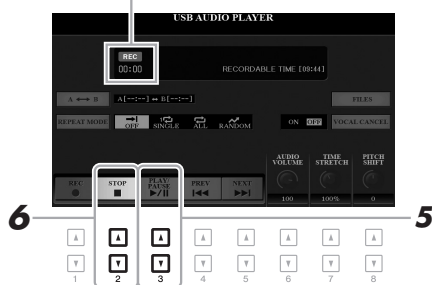 USB AUDIO PLAYER
REC
00:00
RECORDABLE TIME [09:44]
A ⟷ B
A[--:--] ↔ B[--:--]
FILES
REPEAT MODE
OFF
SINGLE
ALL
RANDOM
ON
OFF
VOCAL CANCEL
AUDIO VOLUME
TIME STRETCH
PITCH SHIFT
REC
STOP
PLAY/PAUSE
PREV
NEXT
100
100%
0
6
5
1 2 3 4 5 6 7 8